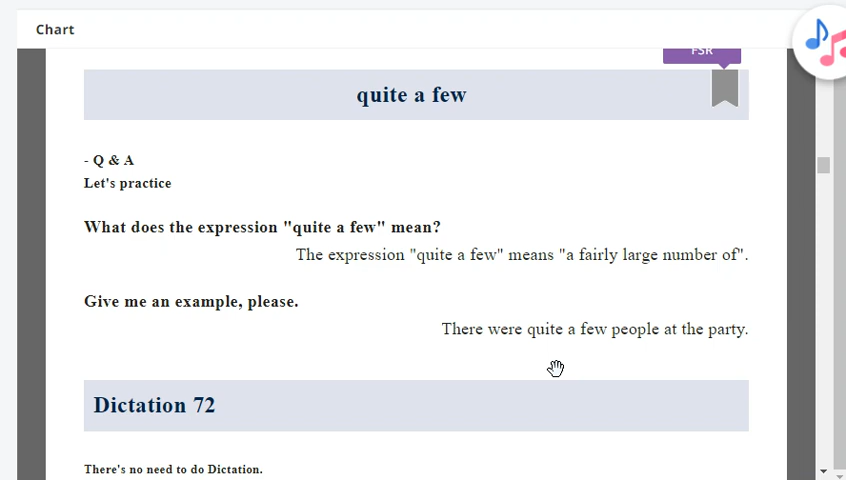 Chart
FSR
quite a few
- Q & A
Let's practice
What does the expression "quite a few" mean?
The expression "quite a few" means "a fairly large number of".
Give me an example, please.
There were quite a few people at the party.
Dictation 72
There's no need to do Dictation.